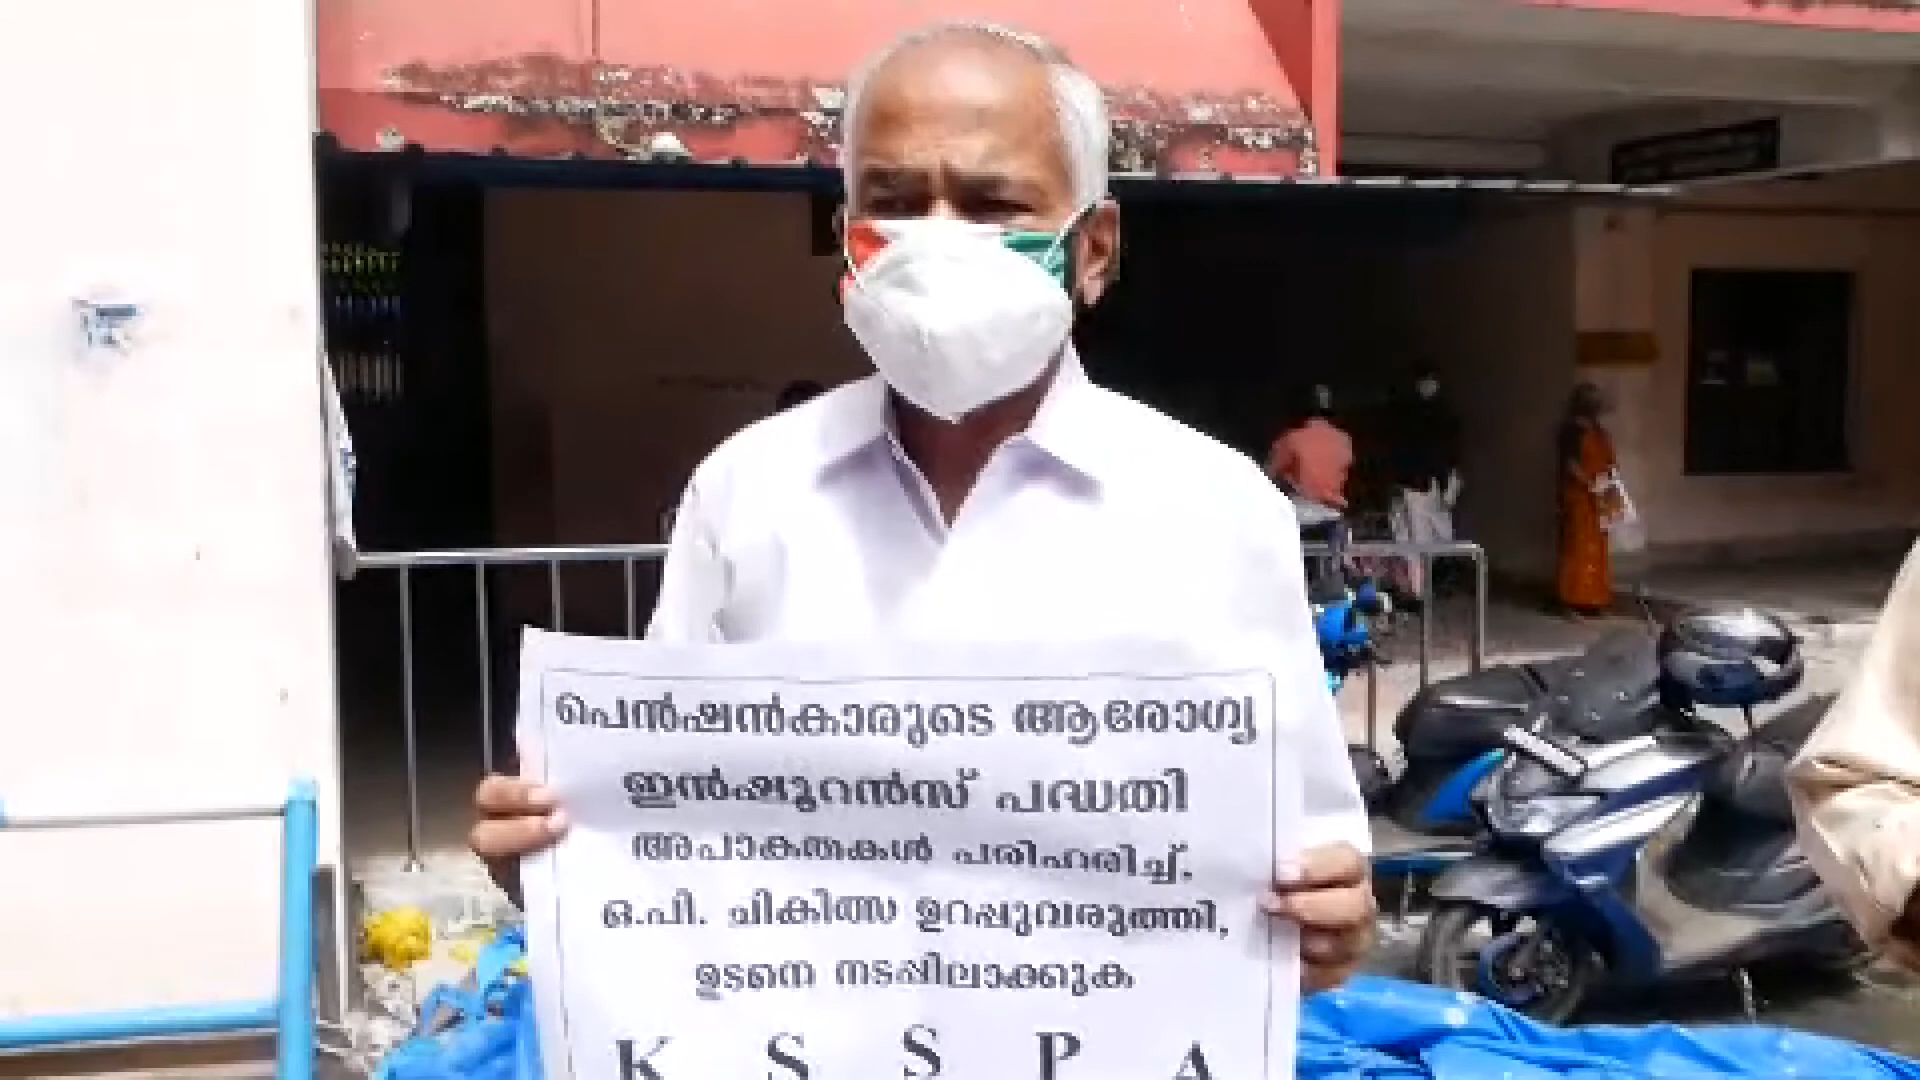 പെൻഷൻകാരുടെ ആരോഗ്യ
ഇൻഷൂറൻസ് പദ്ധതി
അപാകതകൾ പരിഹരിച്ച്,
ഒ.പി. ചികിത്സ ഉറപ്പുവരുത്തി,
ഉടനെ നടപ്പിലാക്കുക
K S S P A